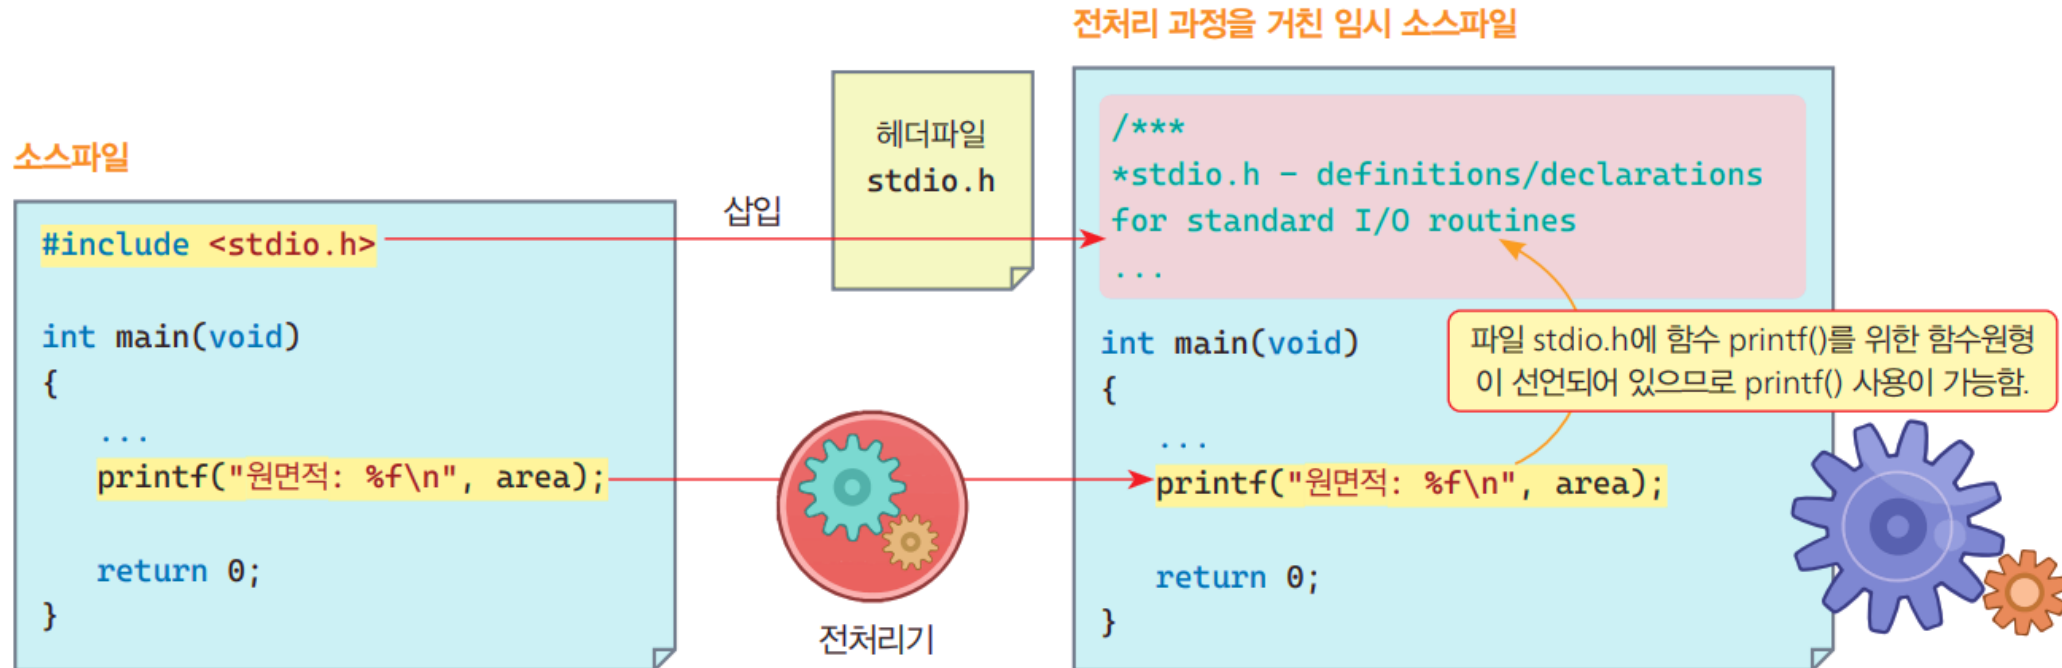 전처리 과정을 거친 임시 소스파일
소스파일
#include <stdio.h>
int main(void)
{
...
printf("원면적: %f\n", area);
return 0;
}
삽입
헤더파일
stdio.h
전처리기
/***
*stdio.h – definitions/declarations
for standard I/O routines
...
int main(void)
{
...
printf("원면적: %f\n", area);
return 0;
}
파일 stdio.h에 함수 printf()를 위한 함수원형
이 선언되어 있으므로 printf() 사용이 가능함.